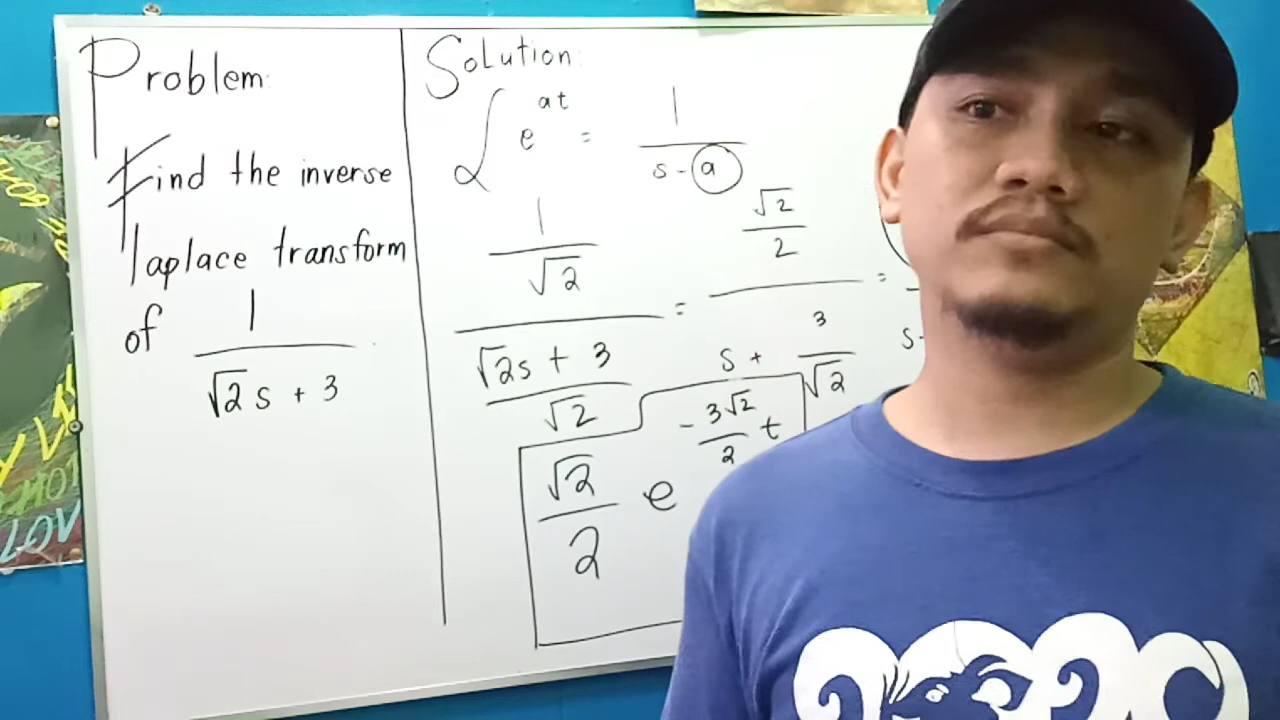 Problem:
Find the inverse
laplace transform
of 1
√2s + 3
Solution:
L e^at = 1
s - a
1
√2
√2s + 3
√2
=
√2
2
s + 3
√2
=
s-
√2
2
e
-3√2
2
t